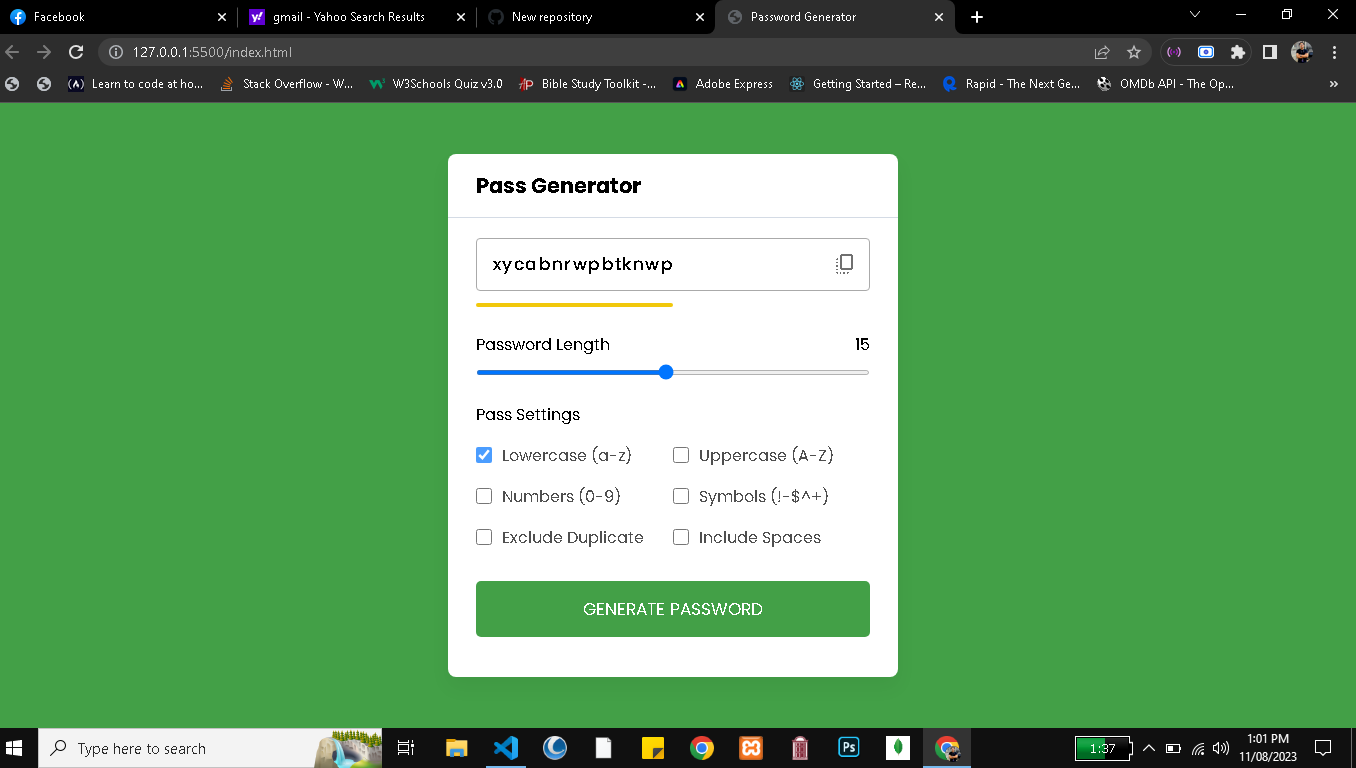 Facebook
gmail - Yahoo Search Results
New repository
Password Generator
127.0.0.1:5500/index.html
Learn to code at ho...
Stack Overflow - W...
W3Schools Quiz v3.0
Bible Study Toolkit -...
Adobe Express
Getting Started – Re...
Rapid - The Next Ge...
OMDb API - The Op...
»
Pass Generator
xycabnrwpbtknwp
Password Length 15
Pass Settings
Lowercase (a-z) Uppercase (A-Z)
Numbers (0-9) Symbols (!-$^+)
Exclude Duplicate Include Spaces
GENERATE PASSWORD
Type here to search
Ps
1:37
1:01 PM
11/08/2023